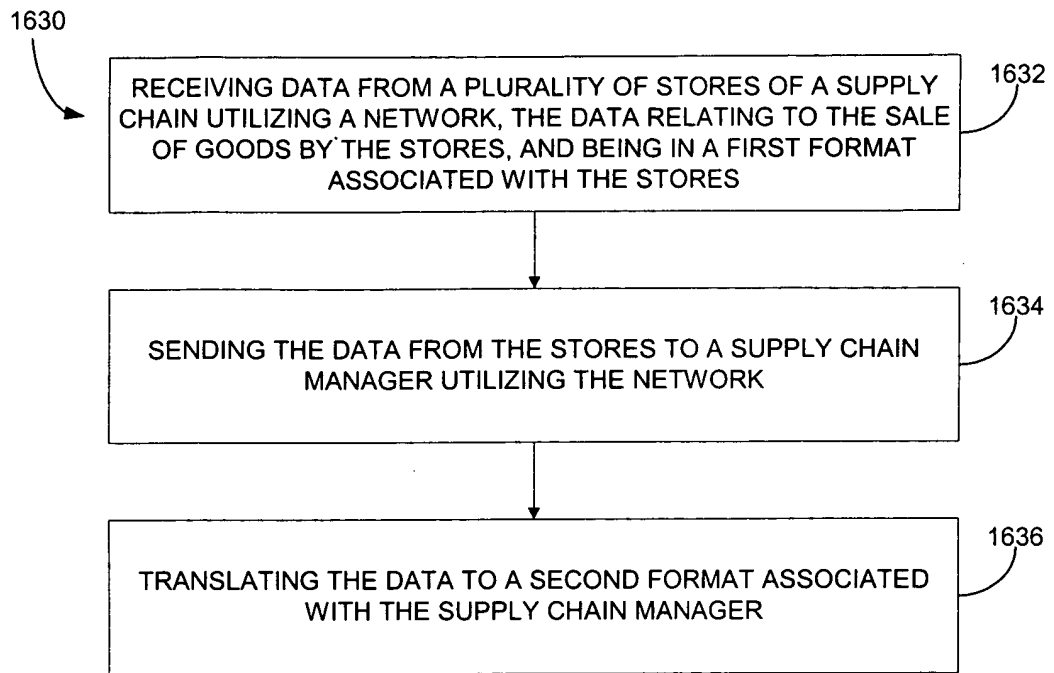 1630
RECEIVING DATA FROM A PLURALITY OF STORES OF A SUPPLY
CHAIN UTILIZING A NETWORK, THE DATA RELATING TO THE SALE
OF GOODS BY THE STORES, AND BEING IN A FIRST FORMAT
ASSOCIATED WITH THE STORES
1632
SENDING THE DATA FROM THE STORES TO A SUPPLY CHAIN
MANAGER UTILIZING THE NETWORK
1634
TRANSLATING THE DATA TO A SECOND FORMAT ASSOCIATED
WITH THE SUPPLY CHAIN MANAGER
1636